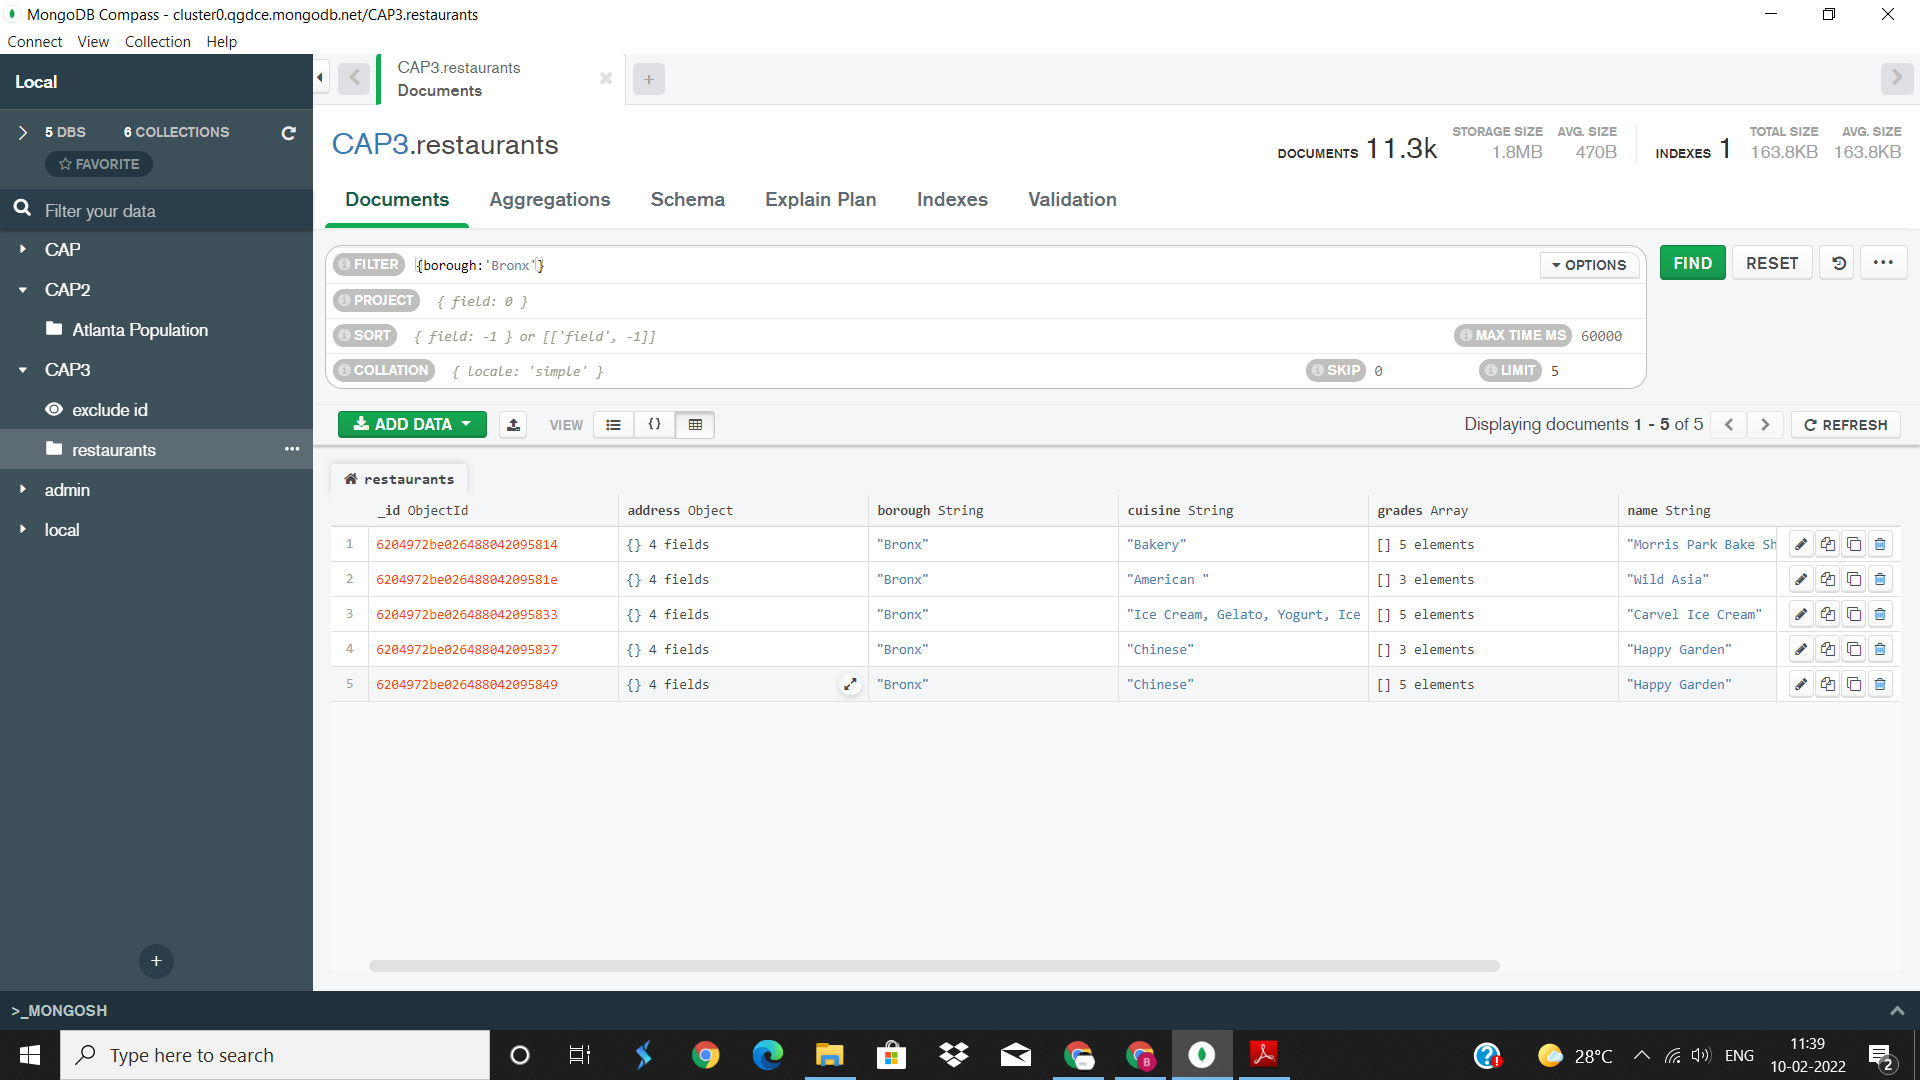 MongoDB Compass - cluster0.qgdce.mongodb.net/CAP3.restaurants
Connect View Collection Help
Local
5 DBS 6 COLLECTIONS
FAVORITE
Filter your data
CAP
CAP2
Atlanta Population
CAP3
exclude id
restaurants
admin
local
CAP3.restaurants
Documents
CAP3.restaurants
DOCUMENTS 11.3k
STORAGE SIZE 1.8MB
AVG. SIZE 470B
INDEXES 1
TOTAL SIZE 163.8KB
AVG. SIZE 163.8KB
Documents Aggregations Schema Explain Plan Indexes Validation
FILTER {borough:'Bronx'} OPTIONS FIND RESET
PROJECT { field: 0 }
SORT { field: -1 } or [['field', -1]] MAX TIME MS 60000
COLLATION { locale: 'simple' } SKIP 0 LIMIT 5
ADD DATA VIEW {} Displaying documents 1 - 5 of 5 REFRESH
restaurants
_id ObjectId address Object borough String cuisine String grades Array name String
1 6204972be026488042095814 {} 4 fields "Bronx" "Bakery" [] 5 elements "Morris Park Bake Sh
2 6204972be02648804209581e {} 4 fields "Bronx" "American " [] 3 elements "Wild Asia"
3 6204972be026488042095833 {} 4 fields "Bronx" "Ice Cream, Gelato, Yogurt, Ice [] 5 elements "Carvel Ice Cream"
4 6204972be026488042095837 {} 4 fields "Bronx" "Chinese" [] 3 elements "Happy Garden"
5 6204972be026488042095849 {} 4 fields "Bronx" "Chinese" [] 5 elements "Happy Garden"
>_MONGOSH
Type here to search
28°C ENG
11:39
10-02-2022
2